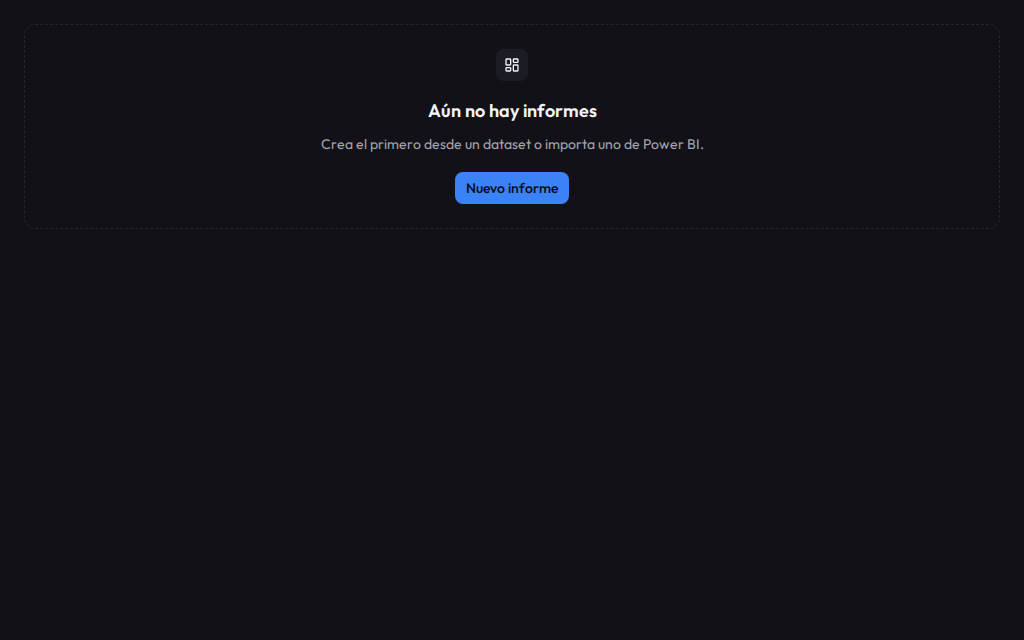 Aún no hay informes
Crea el primero desde un dataset o importa uno de Power BI.
Nuevo informe